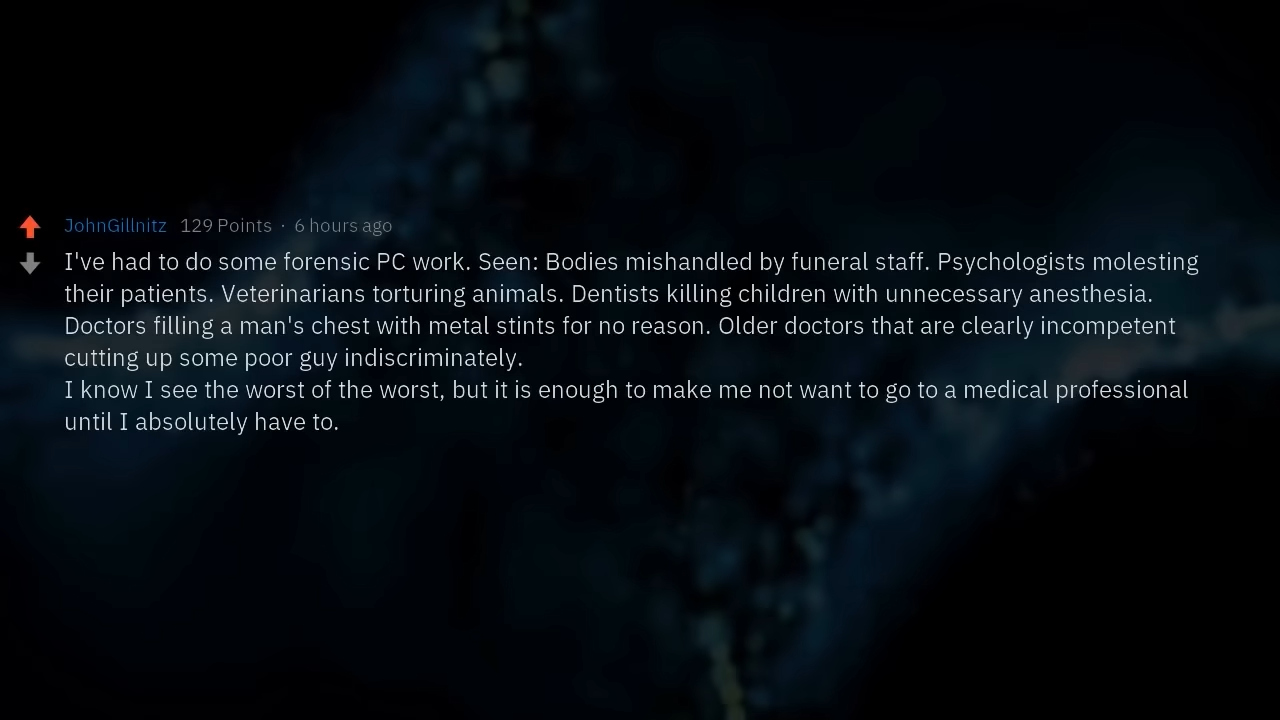 JohnGillnitz 129 Points · 6 hours ago
I've had to do some forensic PC work. Seen: Bodies mishandled by funeral staff. Psychologists molesting
their patients. Veterinarians torturing animals. Dentists killing children with unnecessary anesthesia.
Doctors filling a man's chest with metal stints for no reason. Older doctors that are clearly incompetent
cutting up some poor guy indiscriminately.
I know I see the worst of the worst, but it is enough to make me not want to go to a medical professional
until I absolutely have to.